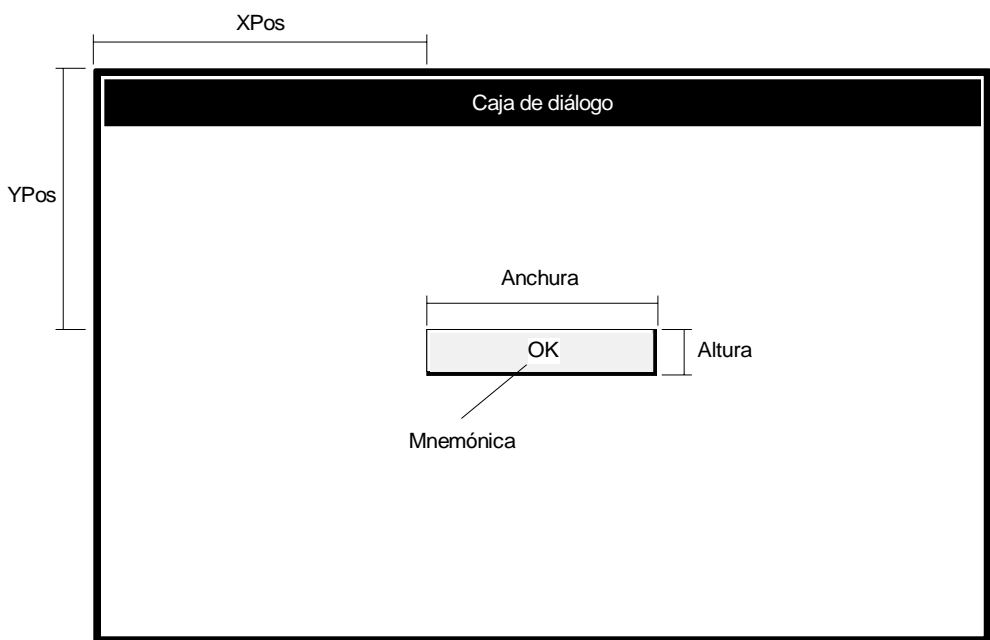 XPos
Caja de diálogo
YPos
Anchura
OK
Altura
Mnemónica